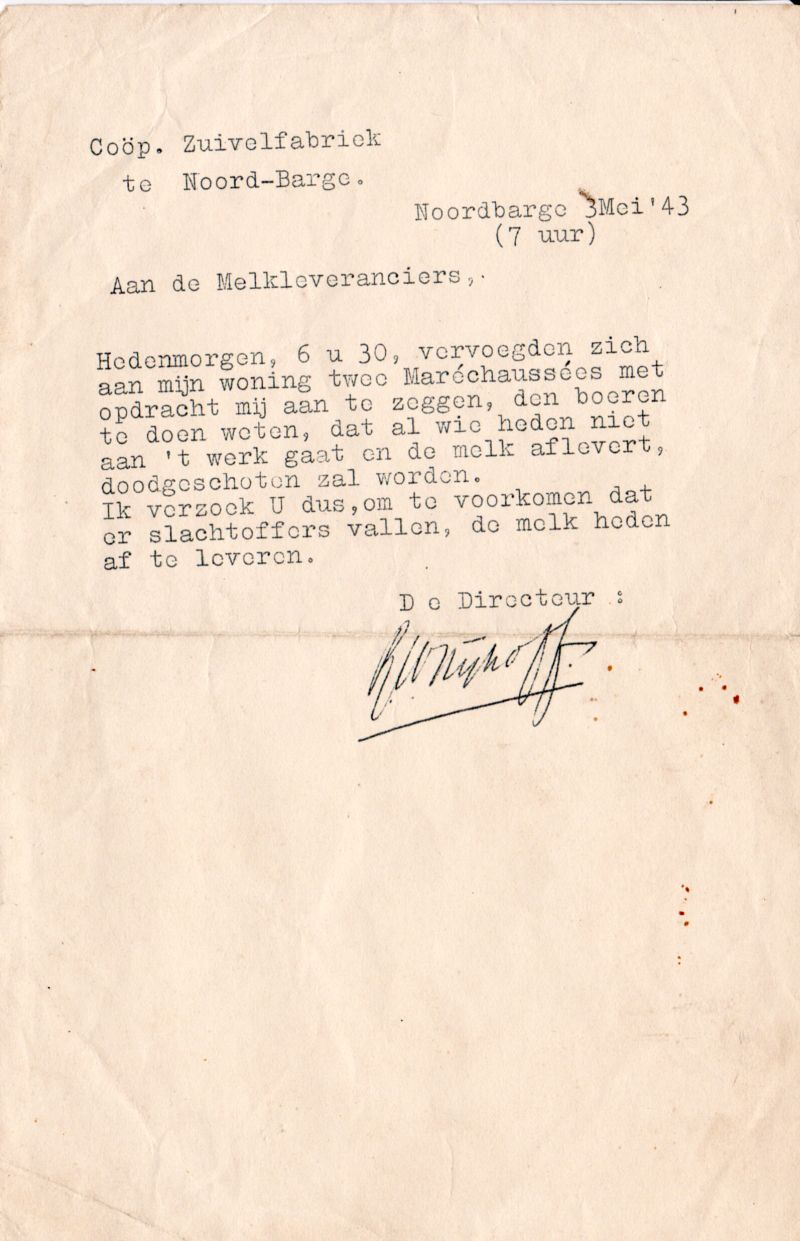 Coöp. Zuivelfabriek
te Noord-Barge.
Noordbarge 3Mei '43
(7 uur)
Aan de Melkleveranciers,.
Hedenmorgen, 6 u 30, vervoegden zich
aan mijn woning twee Maréchaussées met
opdracht mij aan te zeggen, den boeren
te doen weten, dat al wie heden niet
aan 't werk gaat en de melk aflevert,
doodgeschoten zal worden.
Ik verzoek U dus,om te voorkomen dat
er slachtoffers vallen, de melk heden
af te leveren.
D e Directeur :